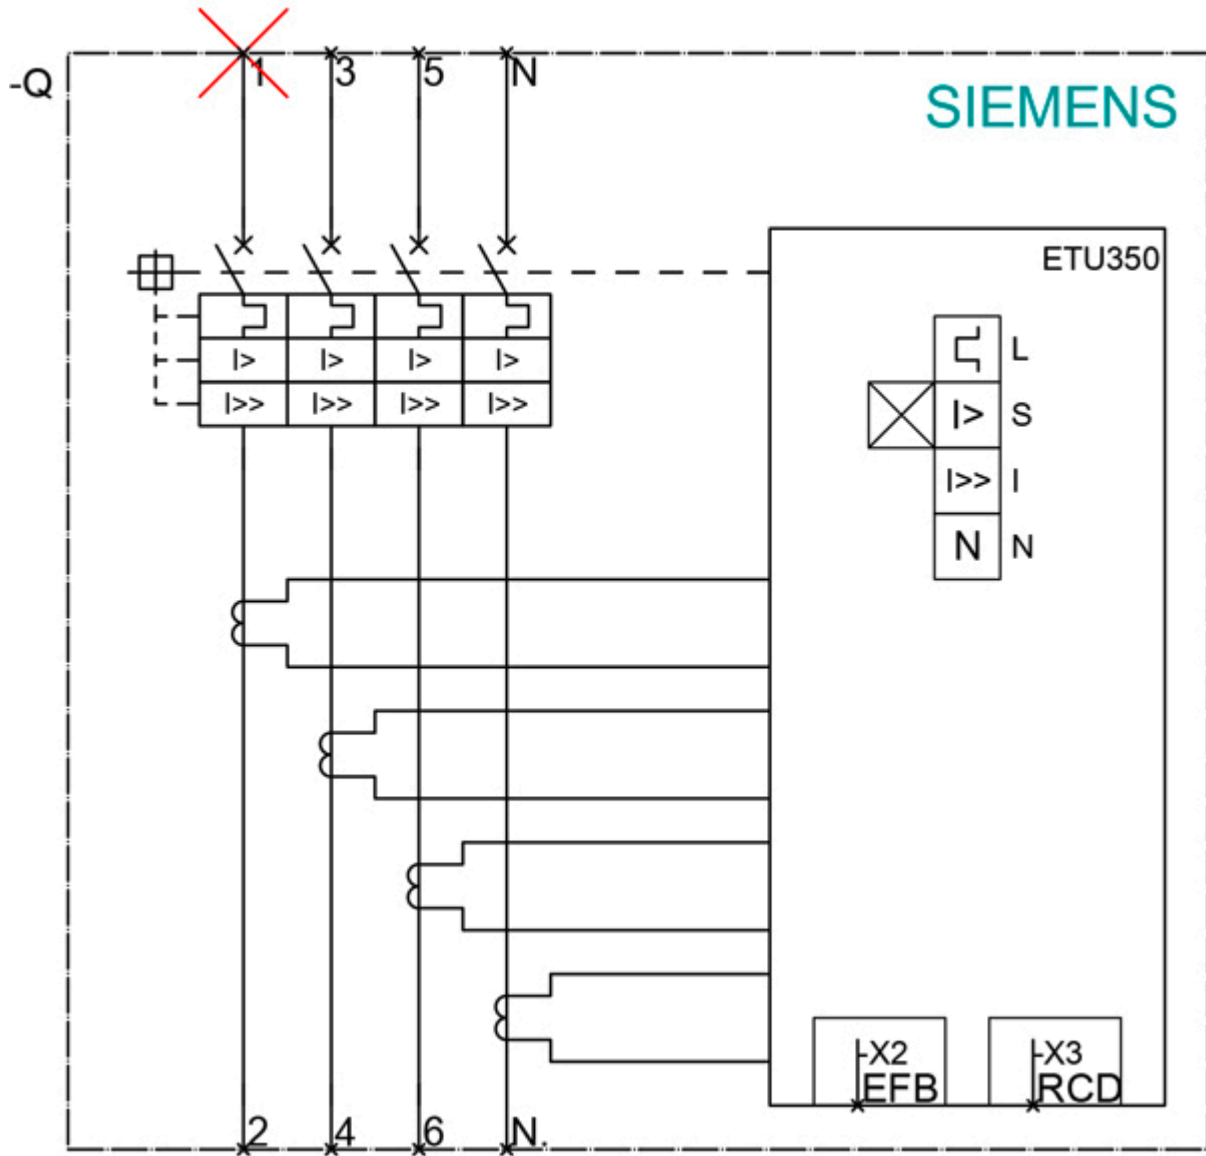 1 3 5 N
-Q
SIEMENS
ETU350
L
I> I> I> I>
I>> I>> I>> I>>
I> S
I>> I
N N
-X2 -X3
EFB RCD
2 4 6 N.